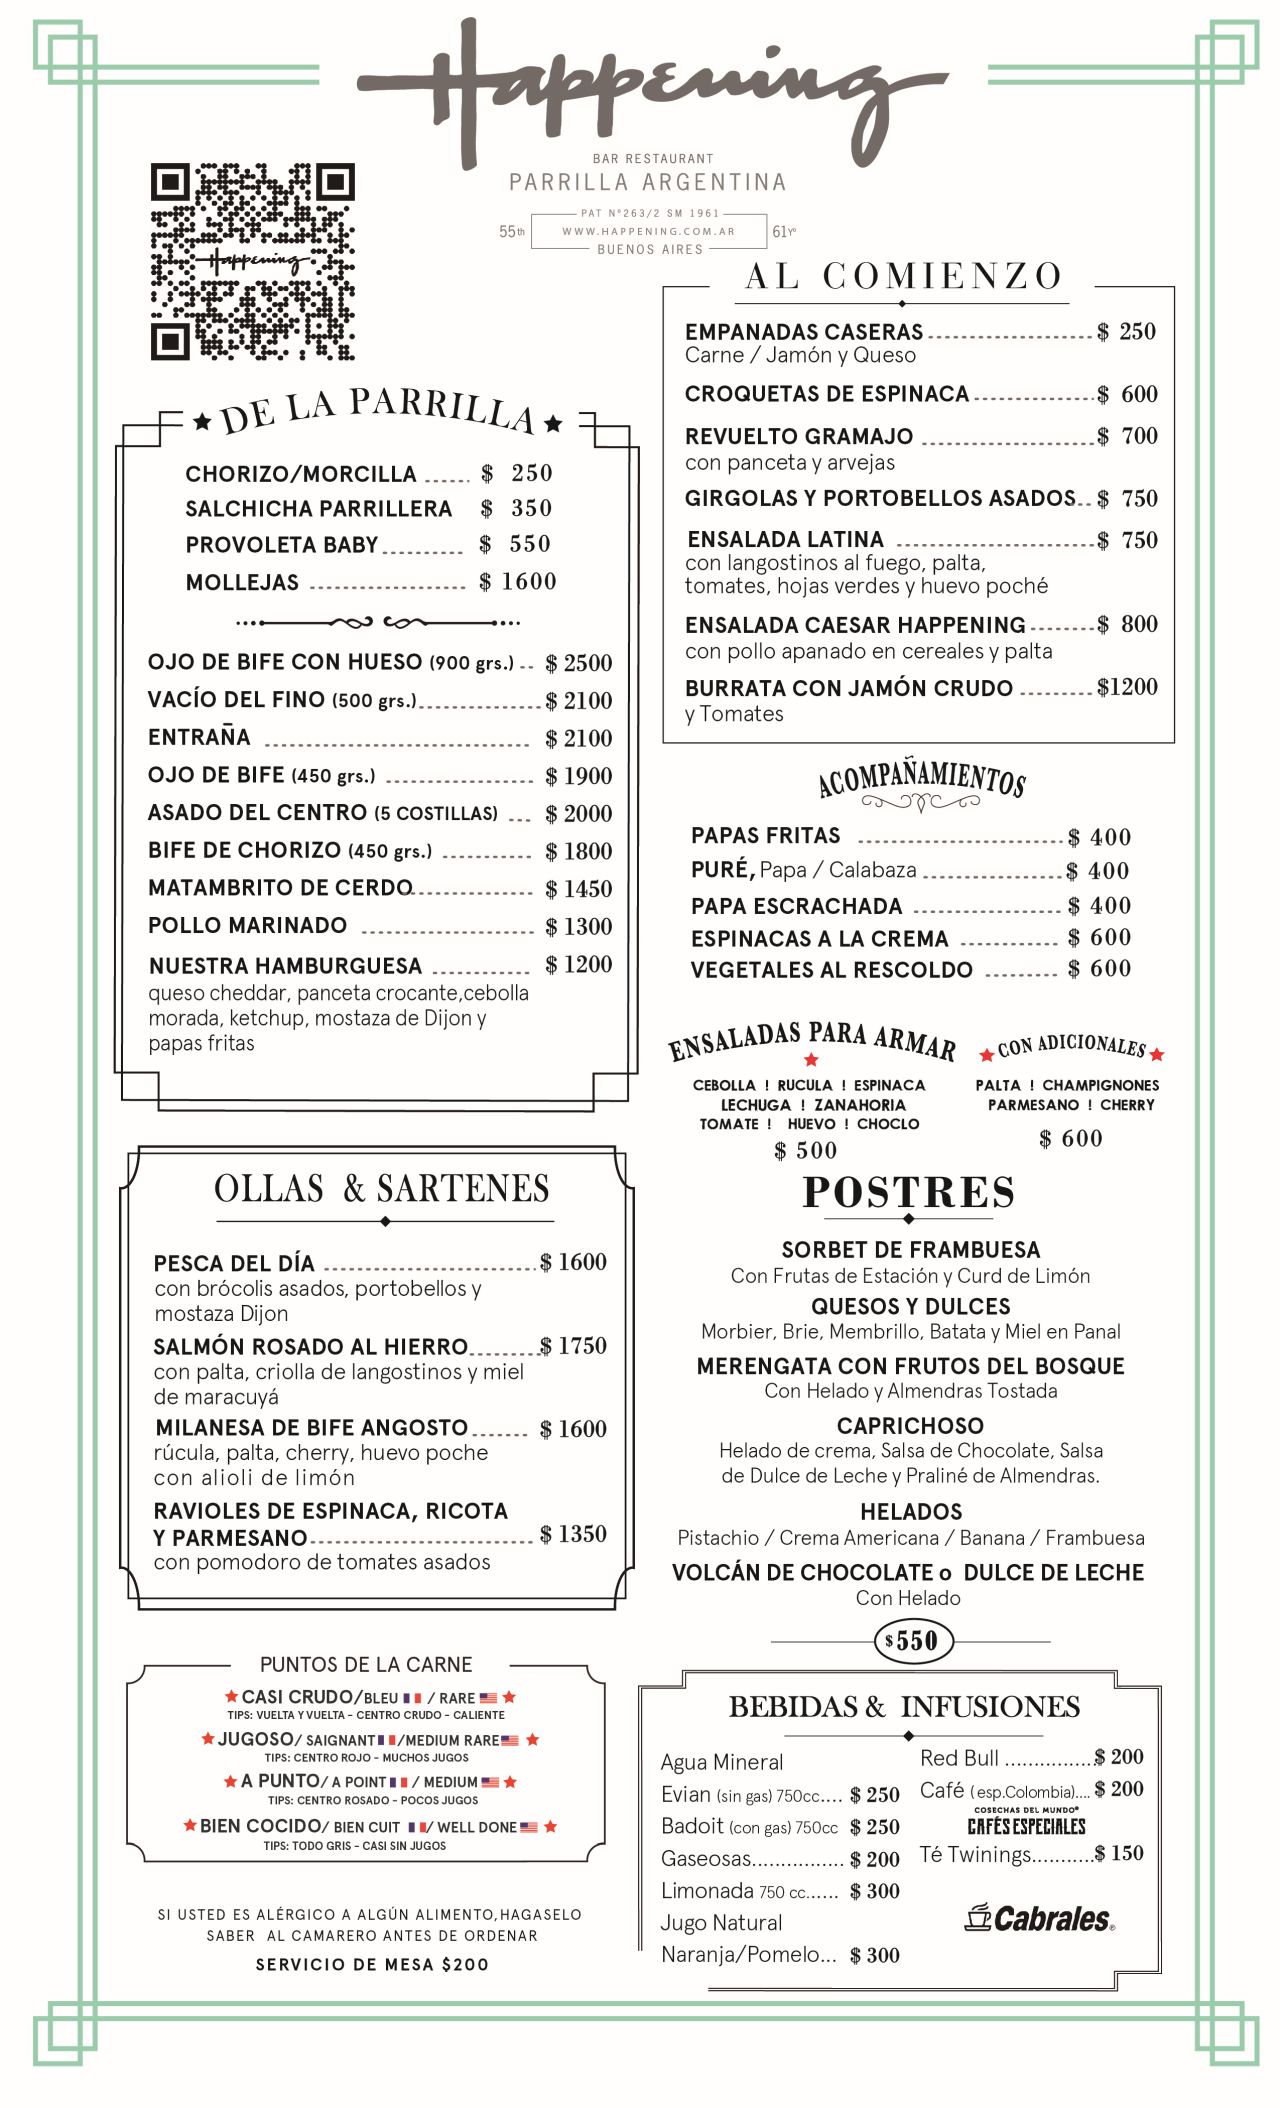 Happening
BAR RESTAURANT
PARRILLA ARGENTINA
PAT N°263/2 SM 1961
55th WWW.HAPPENING.COM.AR 61Yº
BUENOS AIRES
Happening
DE LA PARRILLA
CHORIZO/MORCILLA ...... $ 250
SALCHICHA PARRILLERA $ 350
PROVOLETA BABY ......... $ 550
MOLLEJAS ................. $ 1600
OJO DE BIFE CON HUESO (900 grs.) .. $ 2500
VACÍO DEL FINO (500 grs.) ............. $ 2100
ENTRAÑA ............................. $ 2100
OJO DE BIFE (450 grs.) ................ $ 1900
ASADO DEL CENTRO (5 COSTILLAS) ... $ 2000
BIFE DE CHORIZO (450 grs.) .......... $ 1800
MATAMBRITO DE CERDO ............. $ 1450
POLLO MARINADO ................... $ 1300
NUESTRA HAMBURGUESA ........... $ 1200
queso cheddar, panceta crocante,cebolla
morada, ketchup, mostaza de Dijon y
papas fritas
OLLAS & SARTENES
PESCA DEL DÍA ....................... $ 1600
con brócolis asados, portobellos y
mostaza Dijon
SALMÓN ROSADO AL HIERRO ........ $ 1750
con palta, criolla de langostinos y miel
de maracuyá
MILANESA DE BIFE ANGOSTO ....... $ 1600
rúcula, palta, cherry, huevo poche
con alioli de limón
RAVIOLES DE ESPINACA, RICOTA
Y PARMESANO ......................... $ 1350
con pomodoro de tomates asados
PUNTOS DE LA CARNE
CASI CRUDO/BLEU / RARE
TIPS: VUELTA Y VUELTA - CENTRO CRUDO - CALIENTE
JUGOSO/ SAIGNANT /MEDIUM RARE
TIPS: CENTRO ROJO - MUCHOS JUGOS
A PUNTO/ A POINT / MEDIUM
TIPS: CENTRO ROSADO - POCOS JUGOS
BIEN COCIDO/ BIEN CUIT / WELL DONE
TIPS: TODO GRIS - CASI SIN JUGOS
SI USTED ES ALÉRGICO A ALGÚN ALIMENTO,HAGASELO
SABER AL CAMARERO ANTES DE ORDENAR
SERVICIO DE MESA $200
AL COMIENZO
EMPANADAS CASERAS .................. $ 250
Carne / Jamón y Queso
CROQUETAS DE ESPINACA ............. $ 600
REVUELTO GRAMAJO ................... $ 700
con panceta y arvejas
GIRGOLAS Y PORTOBELLOS ASADOS .. $ 750
ENSALADA LATINA ...................... $ 750
con langostinos al fuego, palta,
tomates, hojas verdes y huevo poché
ENSALADA CAESAR HAPPENING ........ $ 800
con pollo apanado en cereales y palta
BURRATA CON JAMÓN CRUDO ......... $1200
y Tomates
ACOMPAÑAMIENTOS
PAPAS FRITAS ....................... $ 400
PURÉ, Papa / Calabaza ............... $ 400
PAPA ESCRACHADA ................ $ 400
ESPINACAS A LA CREMA ........... $ 600
VEGETALES AL RESCOLDO ........ $ 600
ENSALADAS PARA ARMAR
CEBOLLA ! RUCULA ! ESPINACA
LECHUGA ! ZANAHORIA
TOMATE ! HUEVO ! CHOCLO
$ 500
CON ADICIONALES
PALTA ! CHAMPIGNONES
PARMESANO ! CHERRY
$ 600
POSTRES
SORBET DE FRAMBUESA
Con Frutas de Estación y Curd de Limón
QUESOS Y DULCES
Morbier, Brie, Membrillo, Batata y Miel en Panal
MERENGATA CON FRUTOS DEL BOSQUE
Con Helado y Almendras Tostada
CAPRICHOSO
Helado de crema, Salsa de Chocolate, Salsa
de Dulce de Leche y Praliné de Almendras.
HELADOS
Pistachio / Crema Americana / Banana / Frambuesa
VOLCÁN DE CHOCOLATE o DULCE DE LECHE
Con Helado
$550
BEBIDAS & INFUSIONES
Agua Mineral
Evian (sin gas) 750cc.... $ 250
Badoit (con gas) 750cc $ 250
Gaseosas................ $ 200
Limonada 750 cc...... $ 300
Jugo Natural
Naranja/Pomelo... $ 300
Red Bull ................ $ 200
Café ( esp.Colombia).... $ 200
COSECHAS DEL MUNDO®
CAFÉS ESPECIALES
Té Twinings........... $ 150
Cabrales®